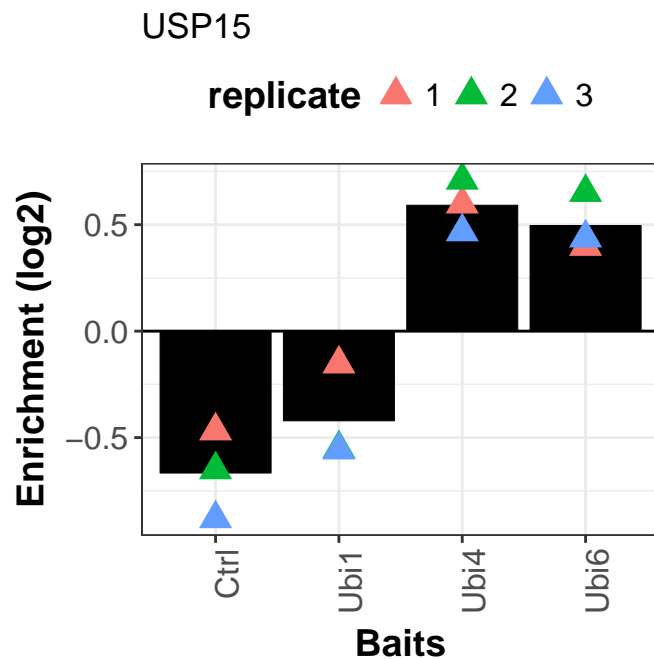 USP15
replicate 1 2 3
Enrichment (log2)
0.5
0.0
−0.5
Ctrl
Ubi1
Ubi4
Ubi6
Baits